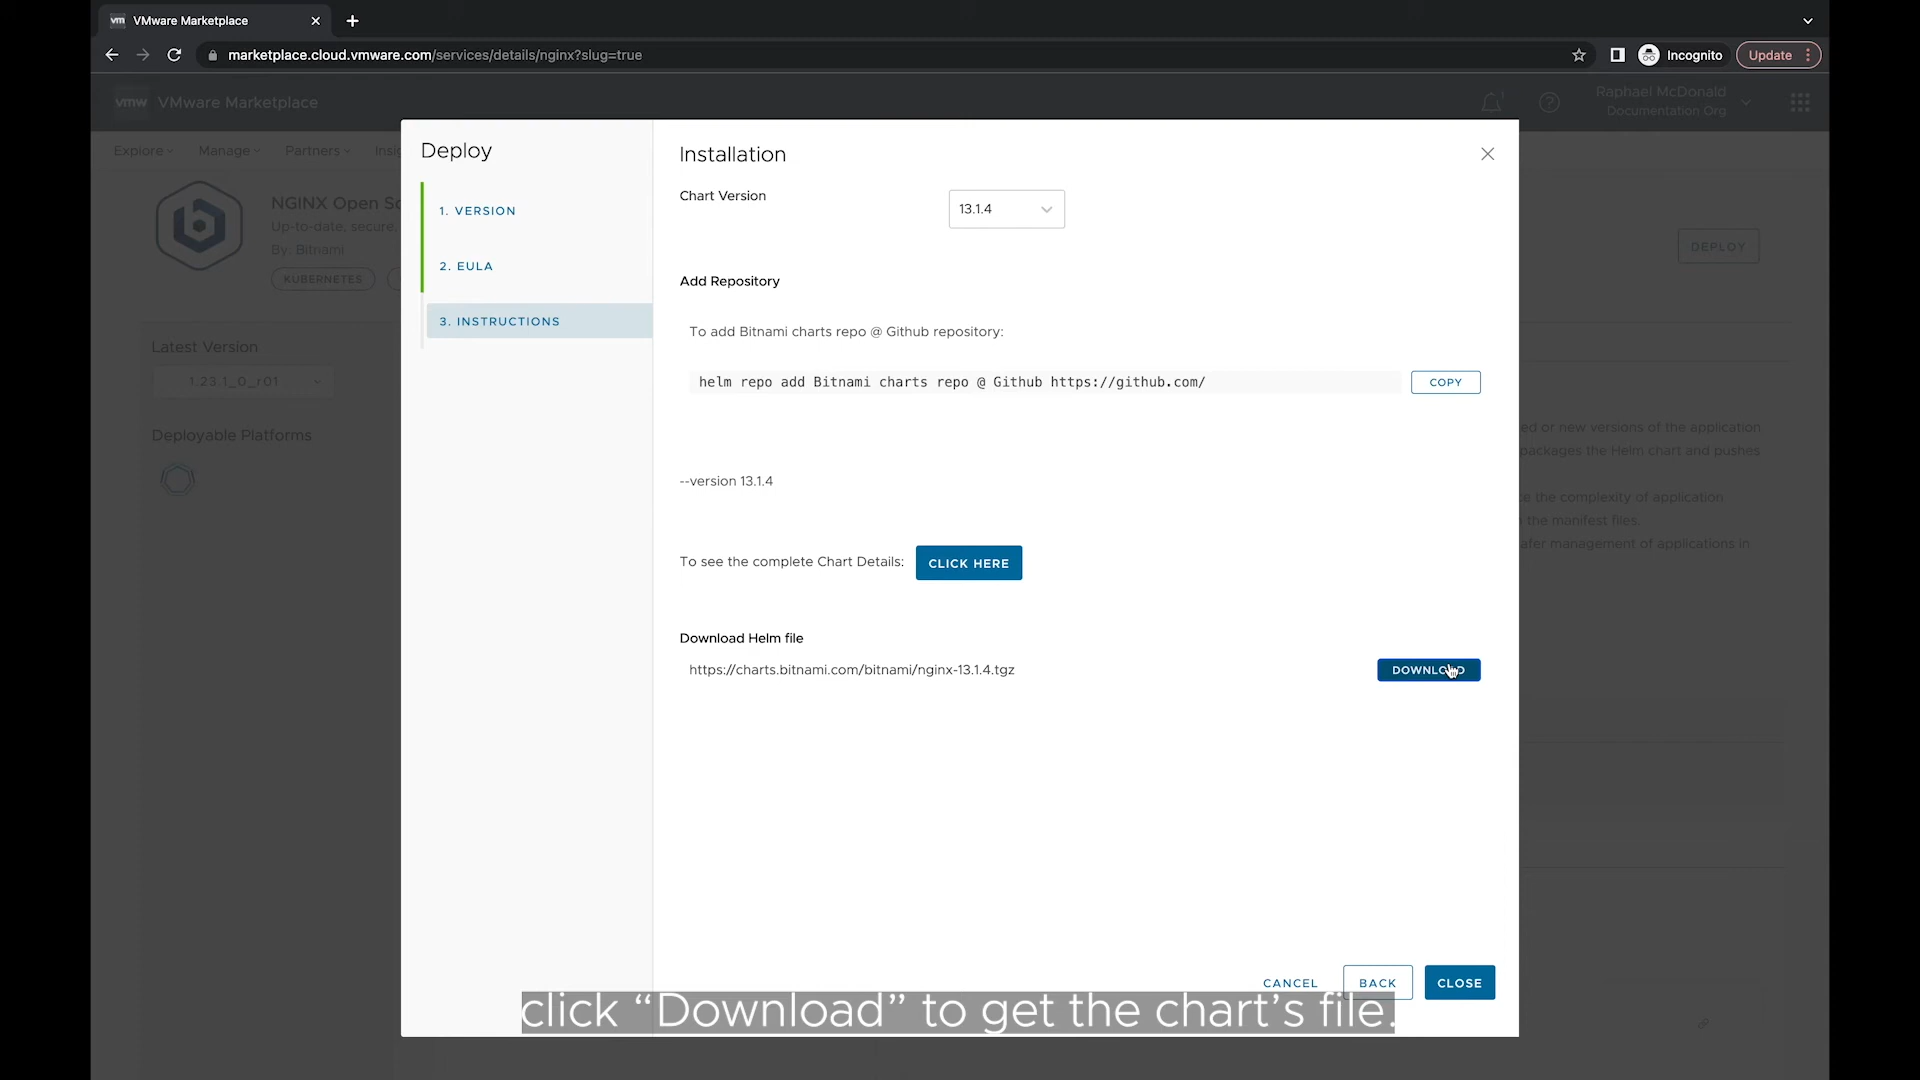 vm VMware Marketplace
marketplace.cloud.vmware.com/services/details/nginx?slug=true
Incognito
Update
vmw VMware Marketplace
Raphael McDonald
Documentation Org
Explore
Manage
Partners
NGINX Open
Up-to-date, secure,
By: Bitnami
KUBERNETES
DEPLOY
Latest Version
1.23.1_0_r01
Deployable Platforms
Deploy
1. VERSION
2. EULA
3. INSTRUCTIONS
Installation
Chart Version
13.1.4
Add Repository
To add Bitnami charts repo @ Github repository:
helm repo add Bitnami charts repo @ Github https://github.com/
COPY
--version 13.1.4
To see the complete Chart Details:
CLICK HERE
Download Helm file
https://charts.bitnami.com/bitnami/nginx-13.1.4.tgz
DOWNLOAD
or new versions of the application
packages the Helm chart and pushes
the complexity of application
the manifest files.
management of applications in
CANCEL
BACK
CLOSE
click “Download” to get the chart’s file.